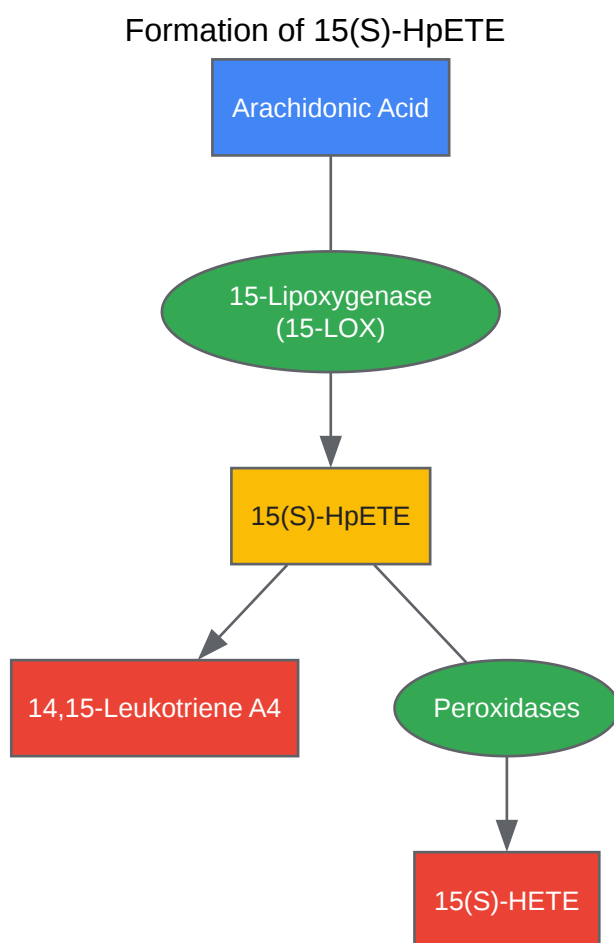 Formation of 15(S)-HpETE
Arachidonic Acid
15-Lipoxygenase
(15-LOX)
15(S)-HpETE
14,15-Leukotriene A4
Peroxidases
15(S)-HETE